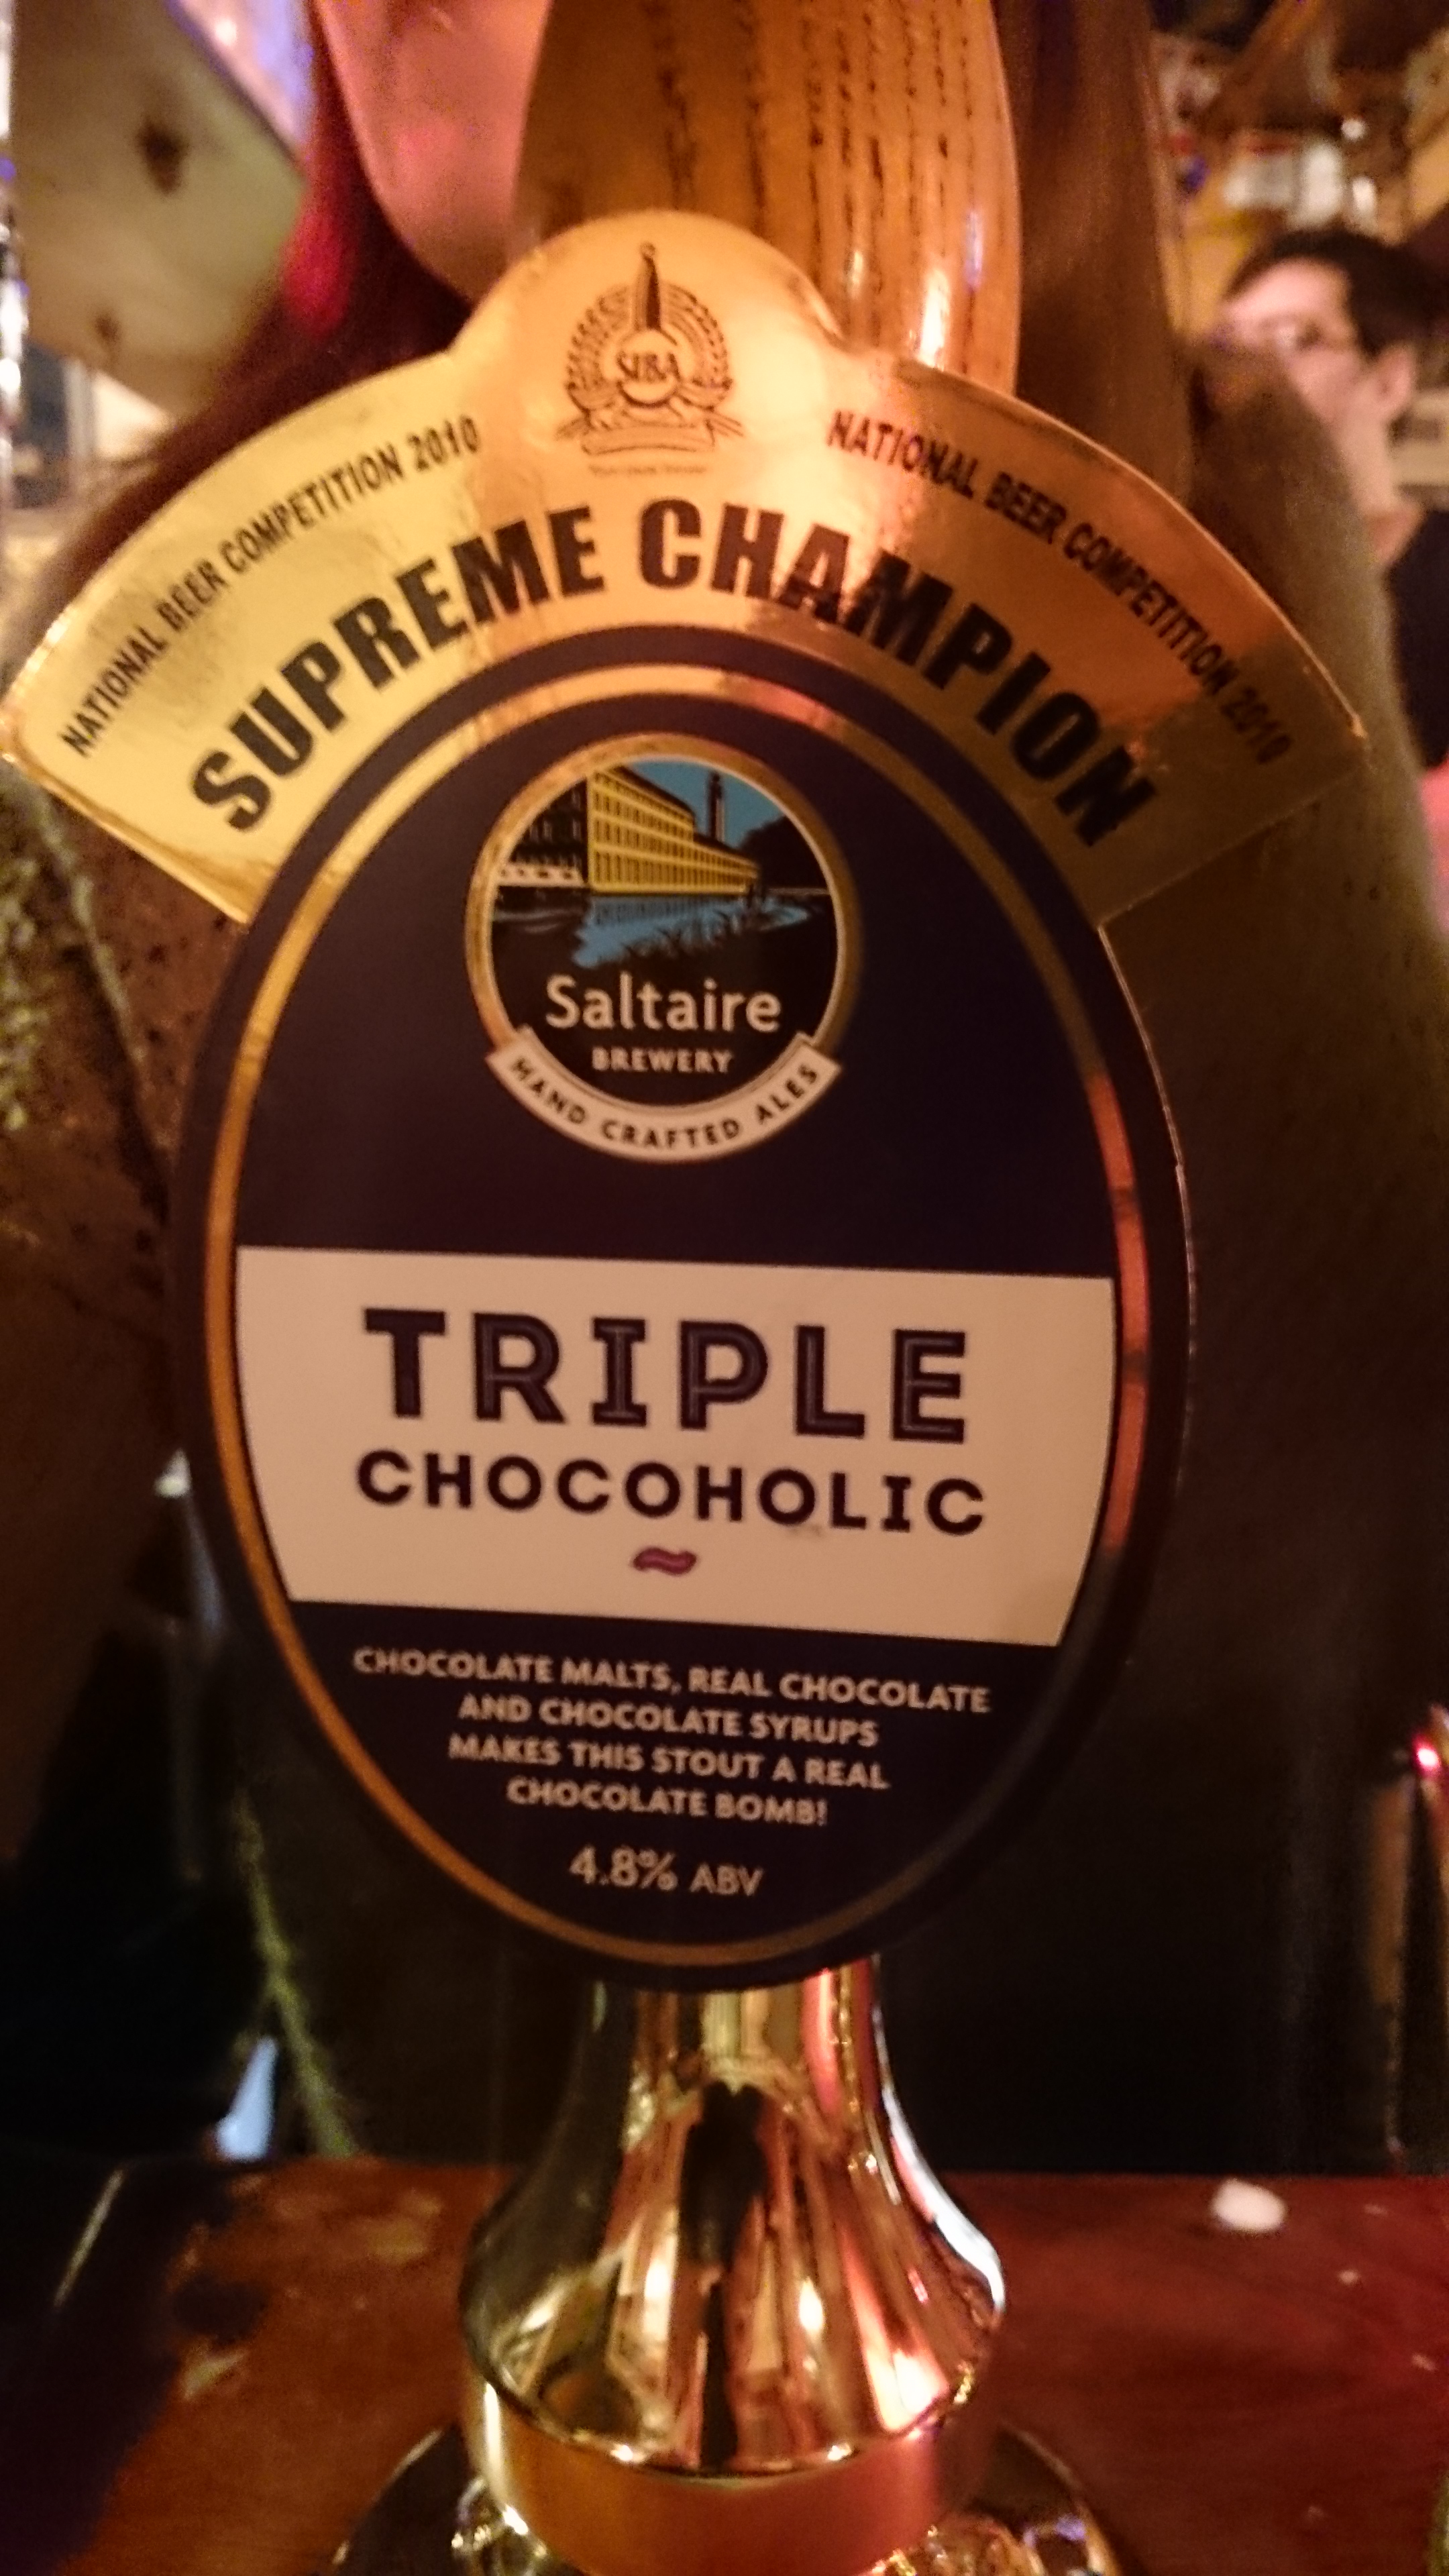 SIBA
NATIONAL BEER COMPETITION 2010
NATIONAL BEER COMPETITION 2010
SUPREME CHAMPION
Saltaire
BREWERY
HAND CRAFTED ALES
TRIPLE
CHOCOHOLIC
CHOCOLATE MALTS, REAL CHOCOLATE
AND CHOCOLATE SYRUPS
MAKES THIS STOUT A REAL
CHOCOLATE BOMB!
4.8% ABV